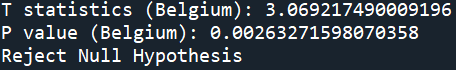 T statistics (Belgium): 3.069217490009196
P value (Belgium): 0.00263271598070358
Reject Null Hypothesis